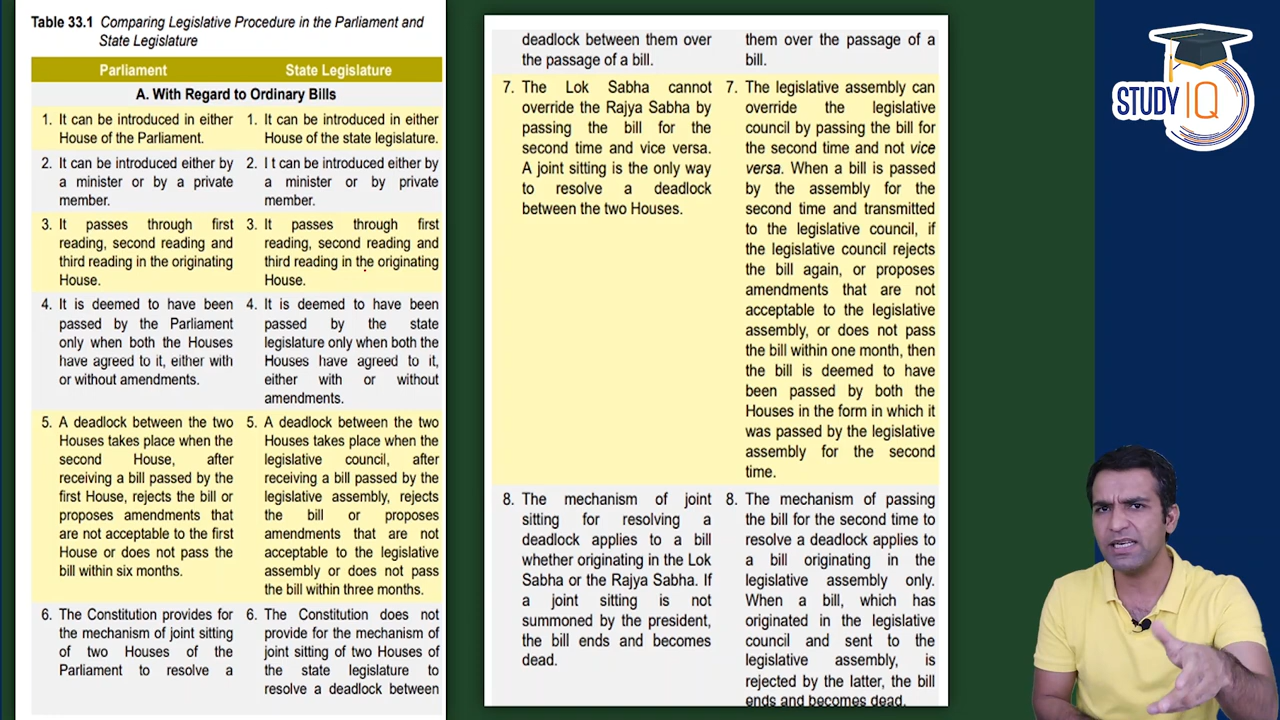 Table 33.1 Comparing Legislative Procedure in the Parliament and
State Legislature
Parliament
State Legislature
A. With Regard to Ordinary Bills
1. It can be introduced in either
House of the Parliament.
1. It can be introduced in either
House of the state legislature.
2. It can be introduced either by
a minister or by a private
member.
2. I t can be introduced either by
a minister or by private
member.
3. It passes through first
reading, second reading and
third reading in the originating
House.
3. It passes through first
reading, second reading and
third reading in the originating
House.
4. It is deemed to have been
passed by the Parliament
only when both the Houses
have agreed to it, either with
or without amendments.
4. It is deemed to have been
passed by the state
legislature only when both the
Houses have agreed to it,
either with or without
amendments.
5. A deadlock between the two
Houses takes place when the
second House, after
receiving a bill passed by the
first House, rejects the bill or
proposes amendments that
are not acceptable to the first
House or does not pass the
bill within six months.
5. A deadlock between the two
Houses takes place when the
legislative council, after
receiving a bill passed by the
legislative assembly, rejects
the bill or proposes
amendments that are not
acceptable to the legislative
assembly or does not pass
the bill within three months.
6. The Constitution provides for
the mechanism of joint sitting
of two Houses of the
Parliament to resolve a
6. The Constitution does not
provide for the mechanism of
joint sitting of two Houses of
the state legislature to
resolve a deadlock between
deadlock between them over
the passage of a bill.
them over the passage of a
bill.
7. The Lok Sabha cannot
override the Rajya Sabha by
passing the bill for the
second time and vice versa.
A joint sitting is the only way
to resolve a deadlock
between the two Houses.
7. The legislative assembly can
override the legislative
council by passing the bill for
the second time and not vice
versa. When a bill is passed
by the assembly for the
second time and transmitted
to the legislative council, if
the legislative council rejects
the bill again, or proposes
amendments that are not
acceptable to the legislative
assembly, or does not pass
the bill within one month, then
the bill is deemed to have
been passed by both the
Houses in the form in which it
was passed by the legislative
assembly for the second
time.
8. The mechanism of joint
sitting for resolving a
deadlock applies to a bill
whether originating in the Lok
Sabha or the Rajya Sabha. If
a joint sitting is not
summoned by the president,
the bill ends and becomes
dead.
8. The mechanism of passing
the bill for the second time to
resolve a deadlock applies to
a bill originating in the
legislative assembly only.
When a bill, which has
originated in the legislative
council and sent to the
legislative assembly, is
rejected by the latter, the bill
ends and becomes dead.
STUDY IQ